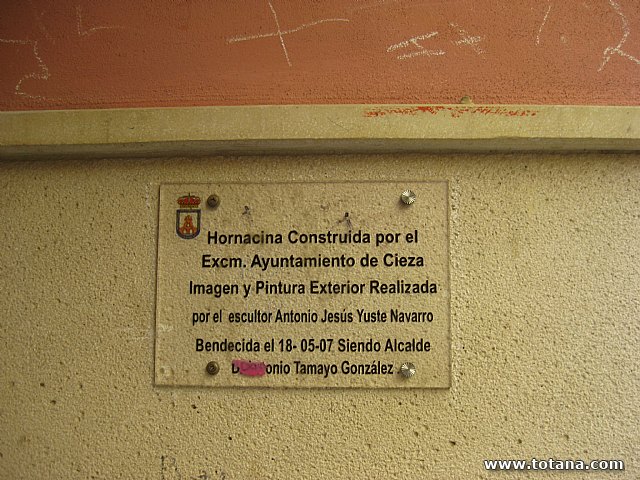 Hornacina Construida por el
Excm. Ayuntamiento de Cieza
Imagen y Pintura Exterior Realizada
por el escultor Antonio Jesús Yuste Navarro
Bendecida el 18- 05-07 Siendo Alcalde
Tamayo González
www.totana.com